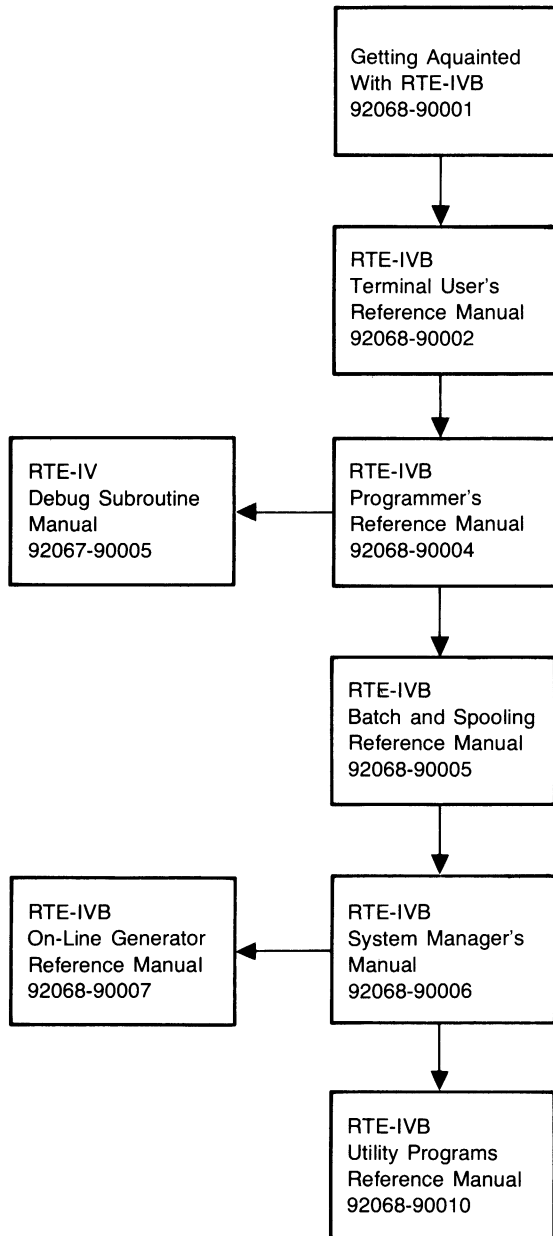 Getting Aquainted
With RTE-IVB
92068-90001
RTE-IVB
Terminal User's
Reference Manual
92068-90002
RTE-IV
Debug Subroutine
Manual
92067-90005
RTE-IVB
Programmer's
Reference Manual
92068-90004
RTE-IVB
Batch and Spooling
Reference Manual
92068-90005
RTE-IVB
On-Line Generator
Reference Manual
92068-90007
RTE-IVB
System Manager's
Manual
92068-90006
RTE-IVB
Utility Programs
Reference Manual
92068-90010